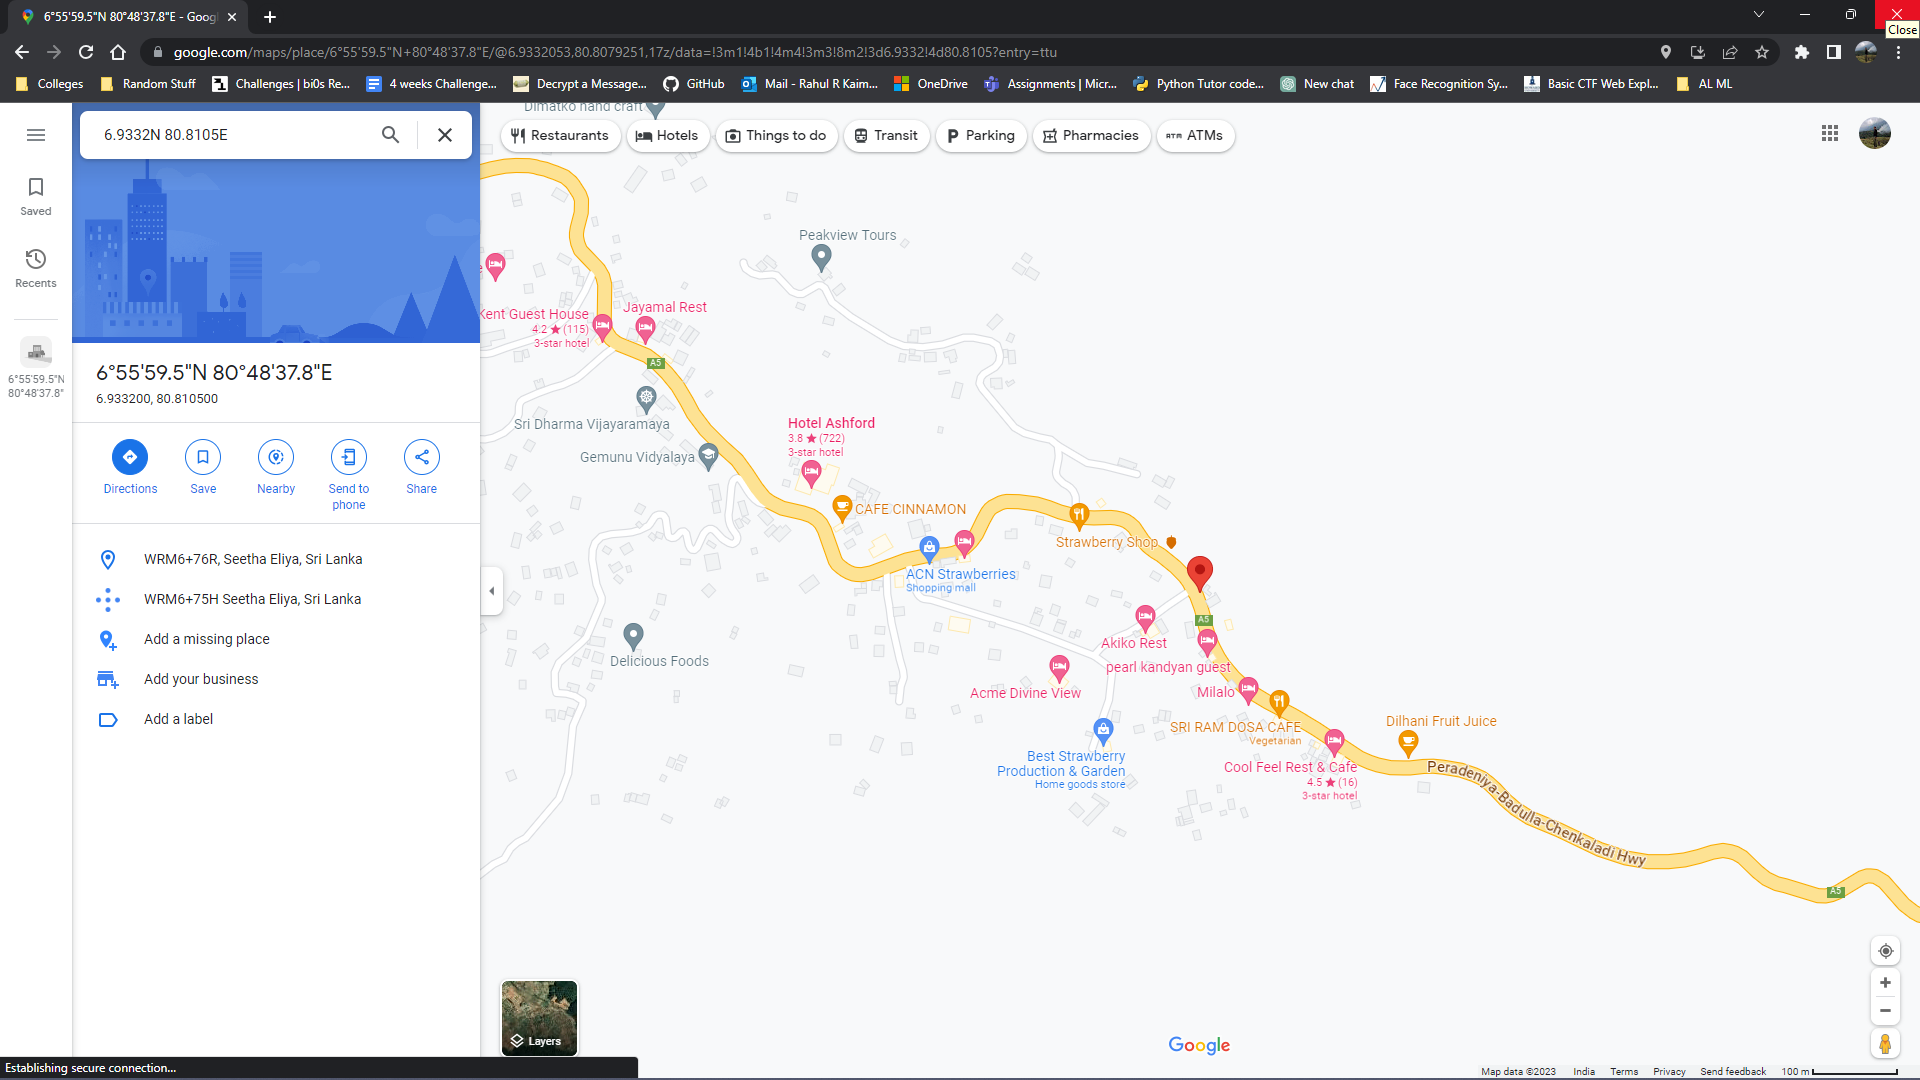 6°55'59.5"N 80°48'37.8"E - Goog
Close
google.com/maps/place/6°55'59.5"N+80°48'37.8"E/@6.9332053,80.8079251,17z/data=!3m1!4b1!4m4!3m3!8m2!3d6.9332!4d80.8105?entry=ttu
Colleges
Random Stuff
Challenges | bi0s Re...
4 weeks Challenge...
Decrypt a Message...
GitHub
Mail - Rahul R Kaim...
OneDrive
Assignments | Micr...
Python Tutor code...
New chat
Face Recognition Sy...
Basic CTF Web Expl...
AL ML
6.9332N 80.8105E
Saved
Recents
6°55'59.5"N
80°48'37.8"
6°55'59.5"N 80°48'37.8"E
6.933200, 80.810500
Directions
Save
Nearby
Send to
phone
Share
WRM6+76R, Seetha Eliya, Sri Lanka
WRM6+75H Seetha Eliya, Sri Lanka
Add a missing place
Add your business
Add a label
Dimatko hand craft
Restaurants
Hotels
Things to do
Transit
Parking
Pharmacies
ATM ATMs
Peakview Tours
Kent Guest House
4.2 ★ (115)
3-star hotel
Jayamal Rest
A5
Sri Dharma Vijayaramaya
Gemunu Vidyalaya
Hotel Ashford
3.8 ★ (722)
3-star hotel
CAFE CINNAMON
Strawberry Shop
ACN Strawberries
Shopping mall
A5
Akiko Rest
pearl kandyan guest
Delicious Foods
Acme Divine View
Milalo
SRI RAM DOSA CAFE
Vegetarian
Dilhani Fruit Juice
Best Strawberry
Production & Garden
Home goods store
Cool Feel Rest & Cafe
4.5 ★ (16)
3-star hotel
Peradeniya-Badulla-Chenkaladi Hwy
A5
Layers
Google
Establishing secure connection...
Map data ©2023
India
Terms
Privacy
Send feedback
100 m